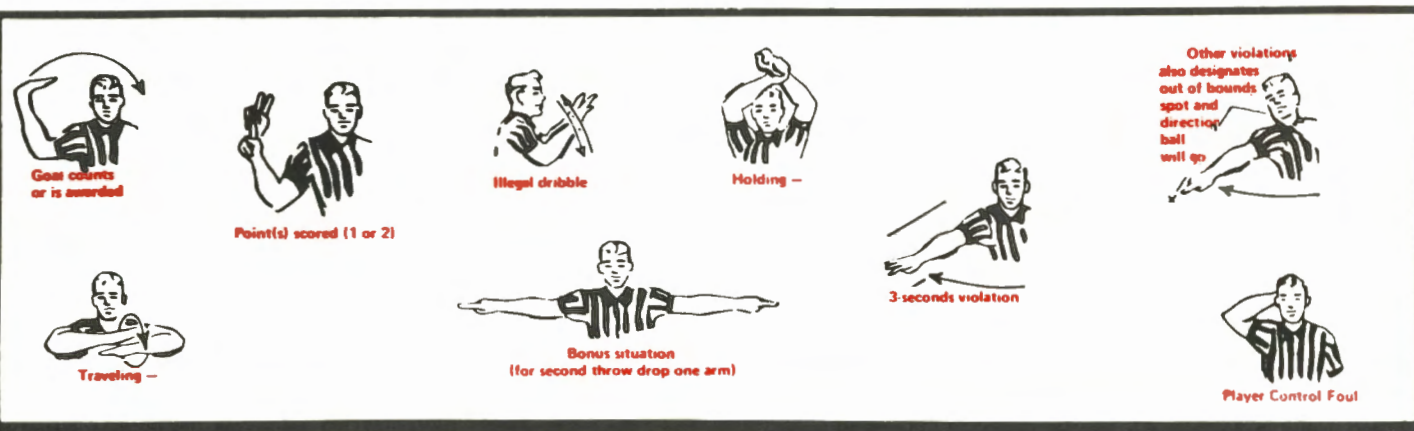 Goal counts
or is awarded
Point(s) scored (1 or 2)
Illegal dribble
Holding –
Other violations
also designates
out of bounds
spot and
direction
ball
will go
3-seconds violation
Traveling –
Bonus situation
(for second throw drop one arm)
Player Control Foul